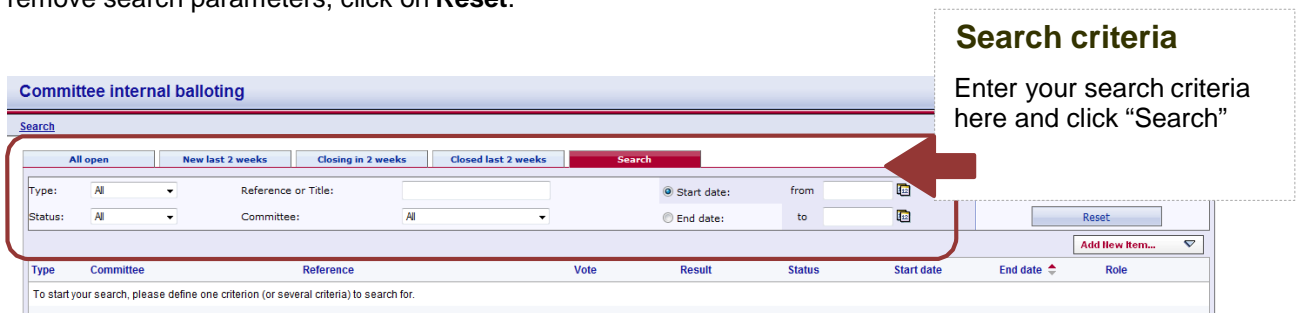 remove search parameters, click on Reset.
Search criteria
Enter your search criteria
here and click “Search”
Committee internal balloting
Search
All open New last 2 weeks Closing in 2 weeks Closed last 2 weeks Search
Type: All Reference or Title: Start date: from
Status: All Committee: All End date: to Reset
Add New Item...
Type Committee Reference Vote Result Status Start date End date Role
To start your search, please define one criterion (or several criteria) to search for.